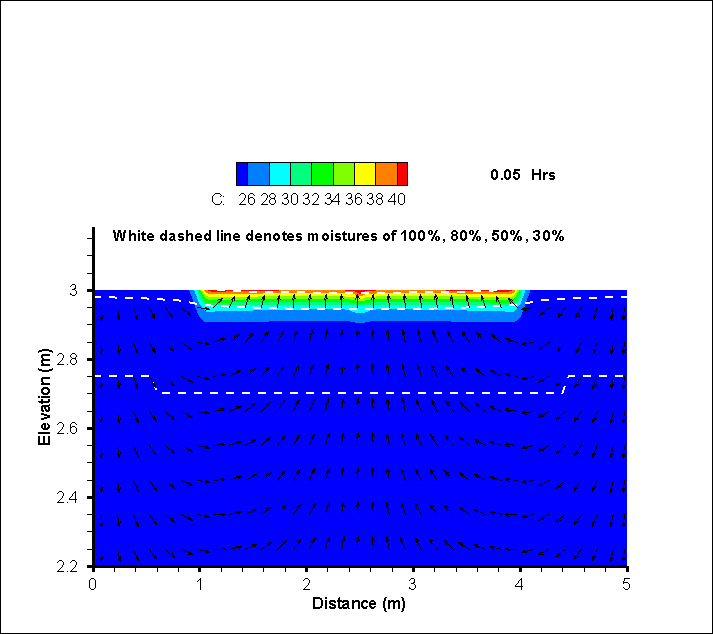 0.05 Hrs
C: 26 28 30 32 34 36 38 40
White dashed line denotes moistures of 100%, 80%, 50%, 30%
3
2.8
2.6
2.4
2.2
Elevation (m)
0 1 2 3 4 5
Distance (m)